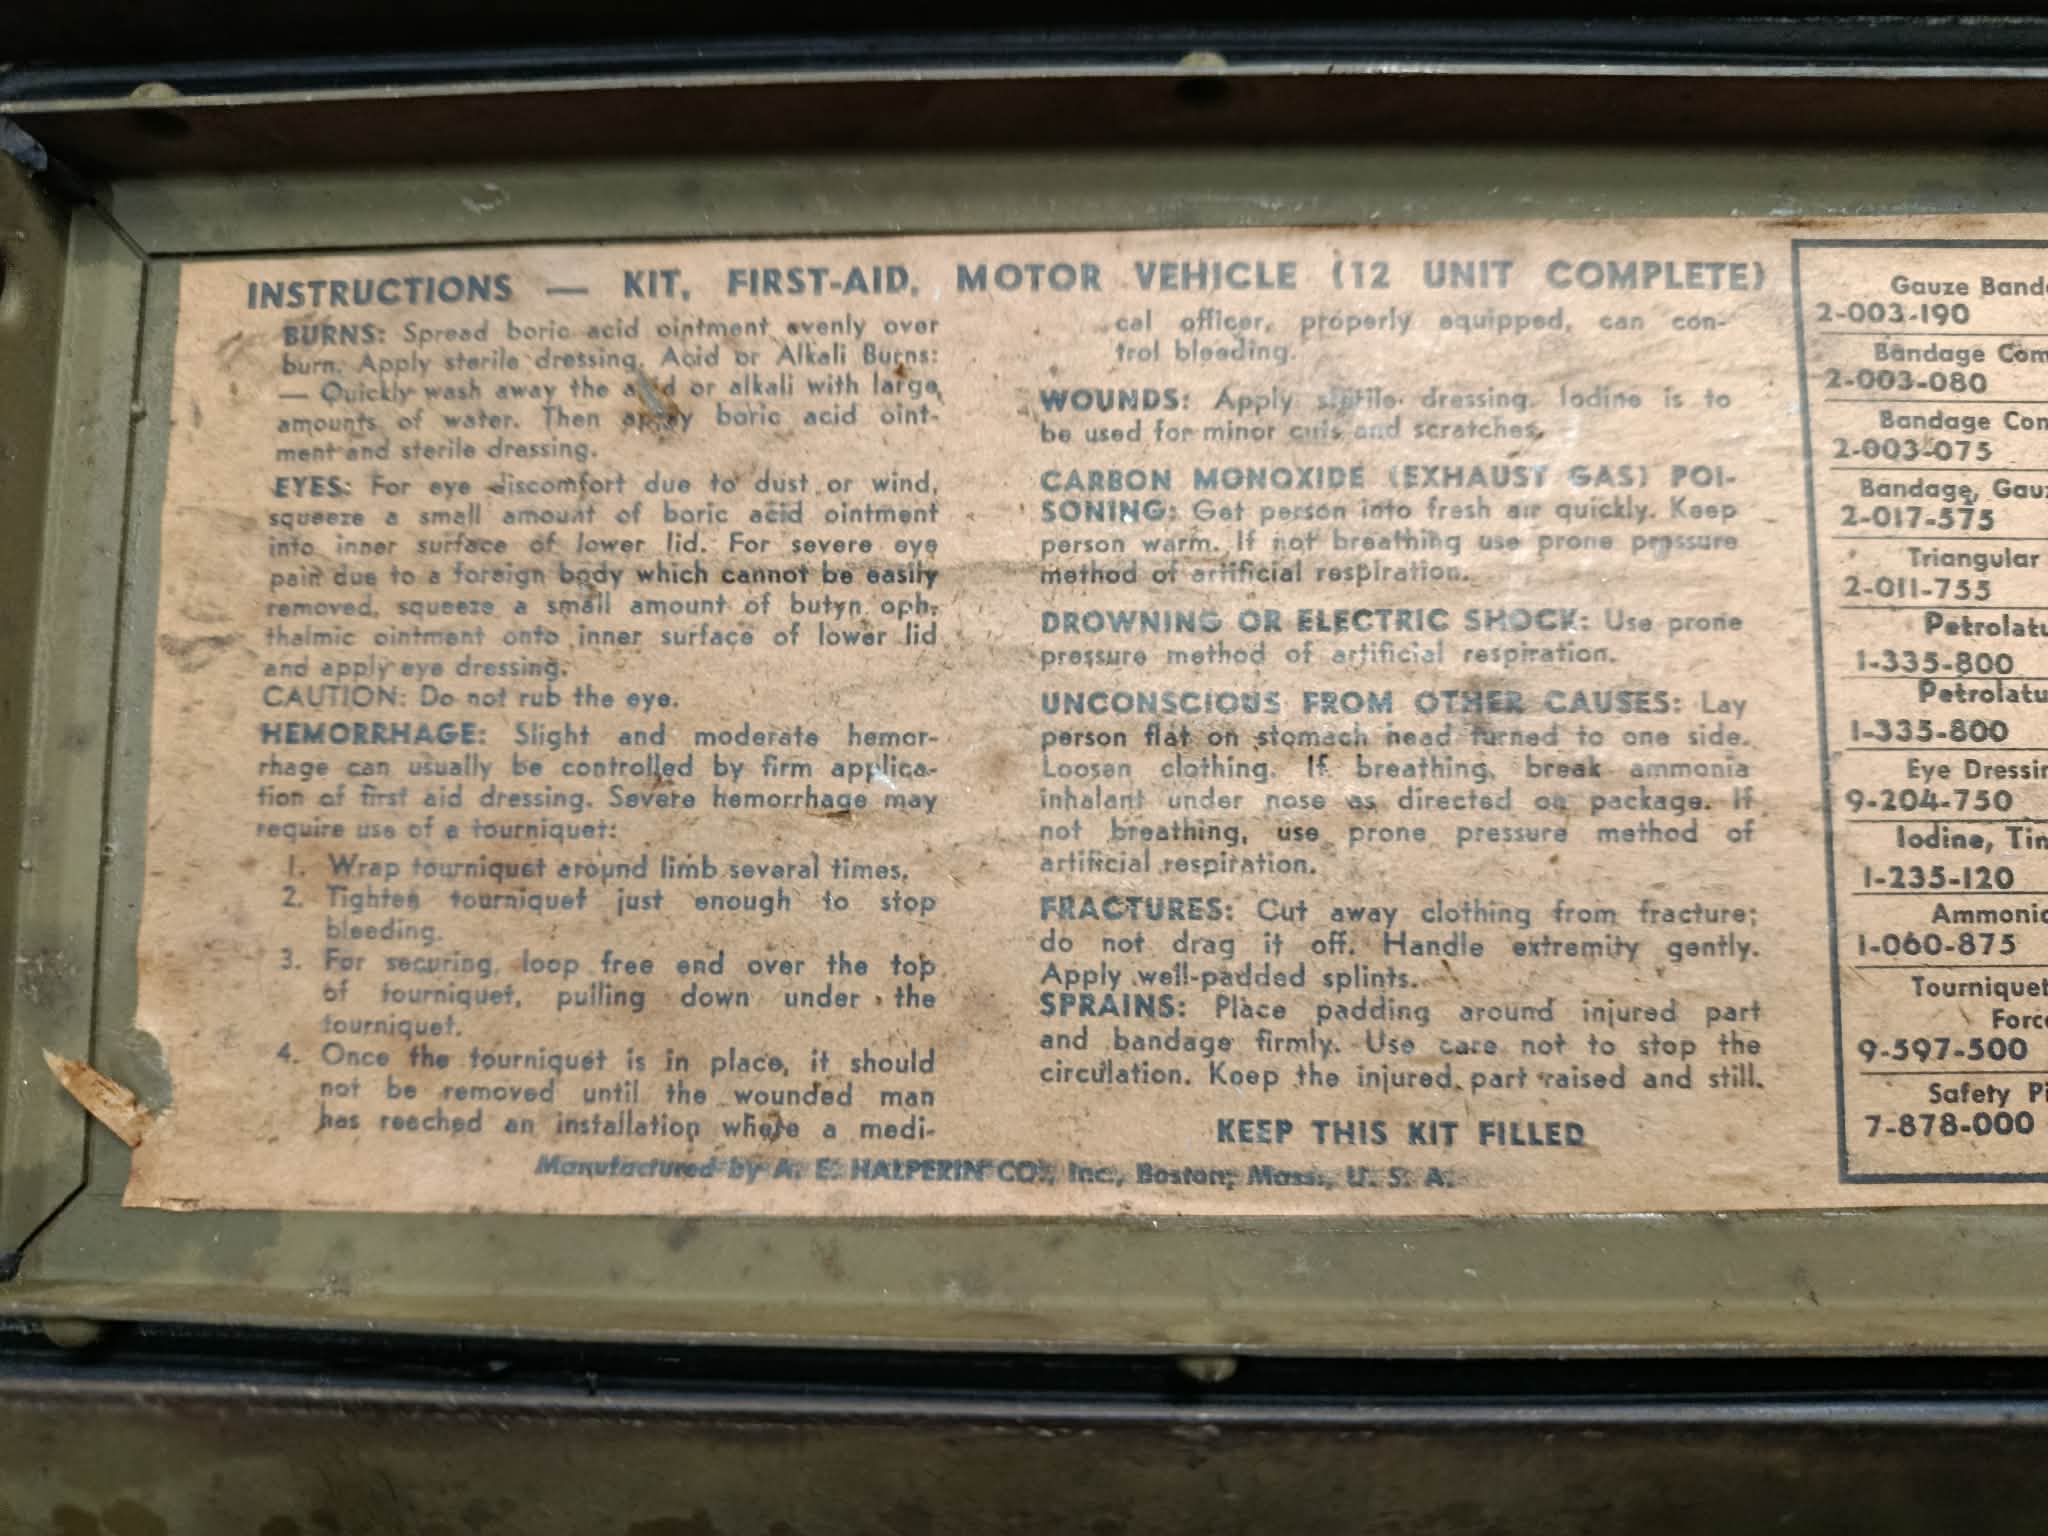 INSTRUCTIONS — KIT, FIRST-AID, MOTOR VEHICLE (12 UNIT COMPLETE)
BURNS: Spread boric acid ointment evenly over
burn. Apply sterile dressing. Acid or Alkali Burns:
— Quickly wash away the acid or alkali with large
amounts of water. Then apply boric acid oint-
ment and sterile dressing.
EYES: For eye discomfort due to dust or wind,
squeeze a small amount of boric acid ointment
into inner surface of lower lid. For severe eye
pain due to a foreign body which cannot be easily
removed, squeeze a small amount of butyn oph-
thalmic ointment onto inner surface of lower lid
and apply eye dressing.
CAUTION: Do not rub the eye.
HEMORRHAGE: Slight and moderate hemor-
rhage can usually be controlled by firm applica-
tion of first aid dressing. Severe hemorrhage may
require use of a tourniquet:
1. Wrap tourniquet around limb several times.
2. Tighten tourniquet just enough to stop
bleeding.
3. For securing, loop free end over the top
of tourniquet, pulling down under the
tourniquet.
4. Once the tourniquet is in place, it should
not be removed until the wounded man
has reached an installation where a medi-
cal officer, properly equipped, can con-
trol bleeding.
WOUNDS: Apply sterile dressing. Iodine is to
be used for minor cuts and scratches.
CARBON MONOXIDE (EXHAUST GAS) POI-
SONING: Get person into fresh air quickly. Keep
person warm. If not breathing use prone pressure
method of artificial respiration.
DROWNING OR ELECTRIC SHOCK: Use prone
pressure method of artificial respiration.
UNCONSCIOUS FROM OTHER CAUSES: Lay
person flat on stomach head turned to one side.
Loosen clothing. If breathing, break ammonia
inhalant under nose as directed on package. If
not breathing, use prone pressure method of
artificial respiration.
FRACTURES: Cut away clothing from fracture;
do not drag it off. Handle extremity gently.
Apply well-padded splints.
SPRAINS: Place padding around injured part
and bandage firmly. Use care not to stop the
circulation. Keep the injured part raised and still.
KEEP THIS KIT FILLED
Manufactured by A. E. HALPERIN CO., Inc., Boston, Mass., U. S. A.
Gauze Banda
2-003-190
Bandage Com
2-003-080
Bandage Com
2-003-075
Bandage, Gauz
2-017-575
Triangular
2-011-755
Petrolatu
1-335-800
Petrolatu
1-335-800
Eye Dressin
9-204-750
Iodine, Tin
1-235-120
Ammonia
1-060-875
Tourniquet
Force
9-597-500
Safety Pi
7-878-000